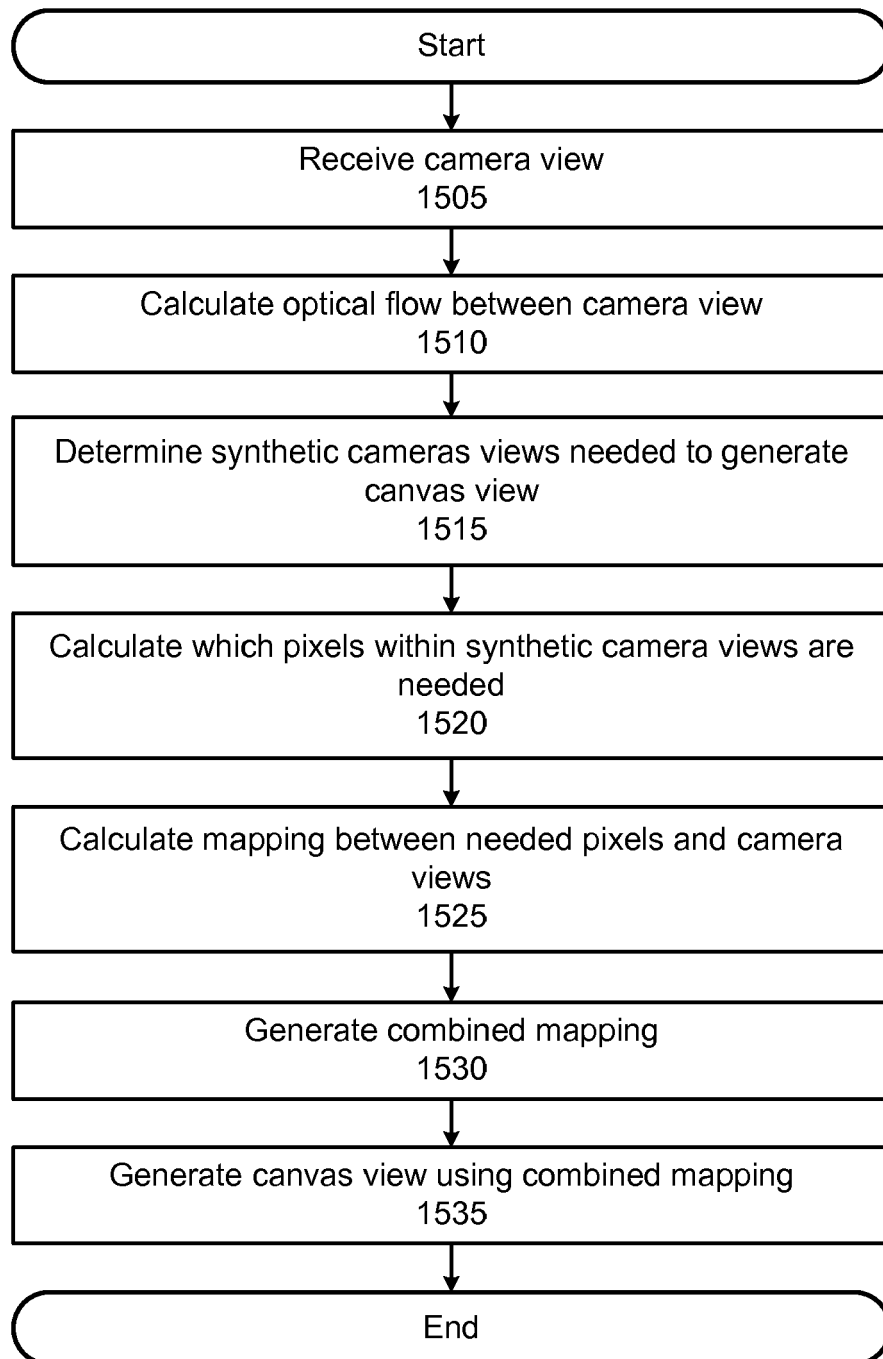 Start
Receive camera view
1505
Calculate optical flow between camera view
1510
Determine synthetic cameras views needed to generate
canvas view
1515
Calculate which pixels within synthetic camera views are
needed
1520
Calculate mapping between needed pixels and camera
views
1525
Generate combined mapping
1530
Generate canvas view using combined mapping
1535
End